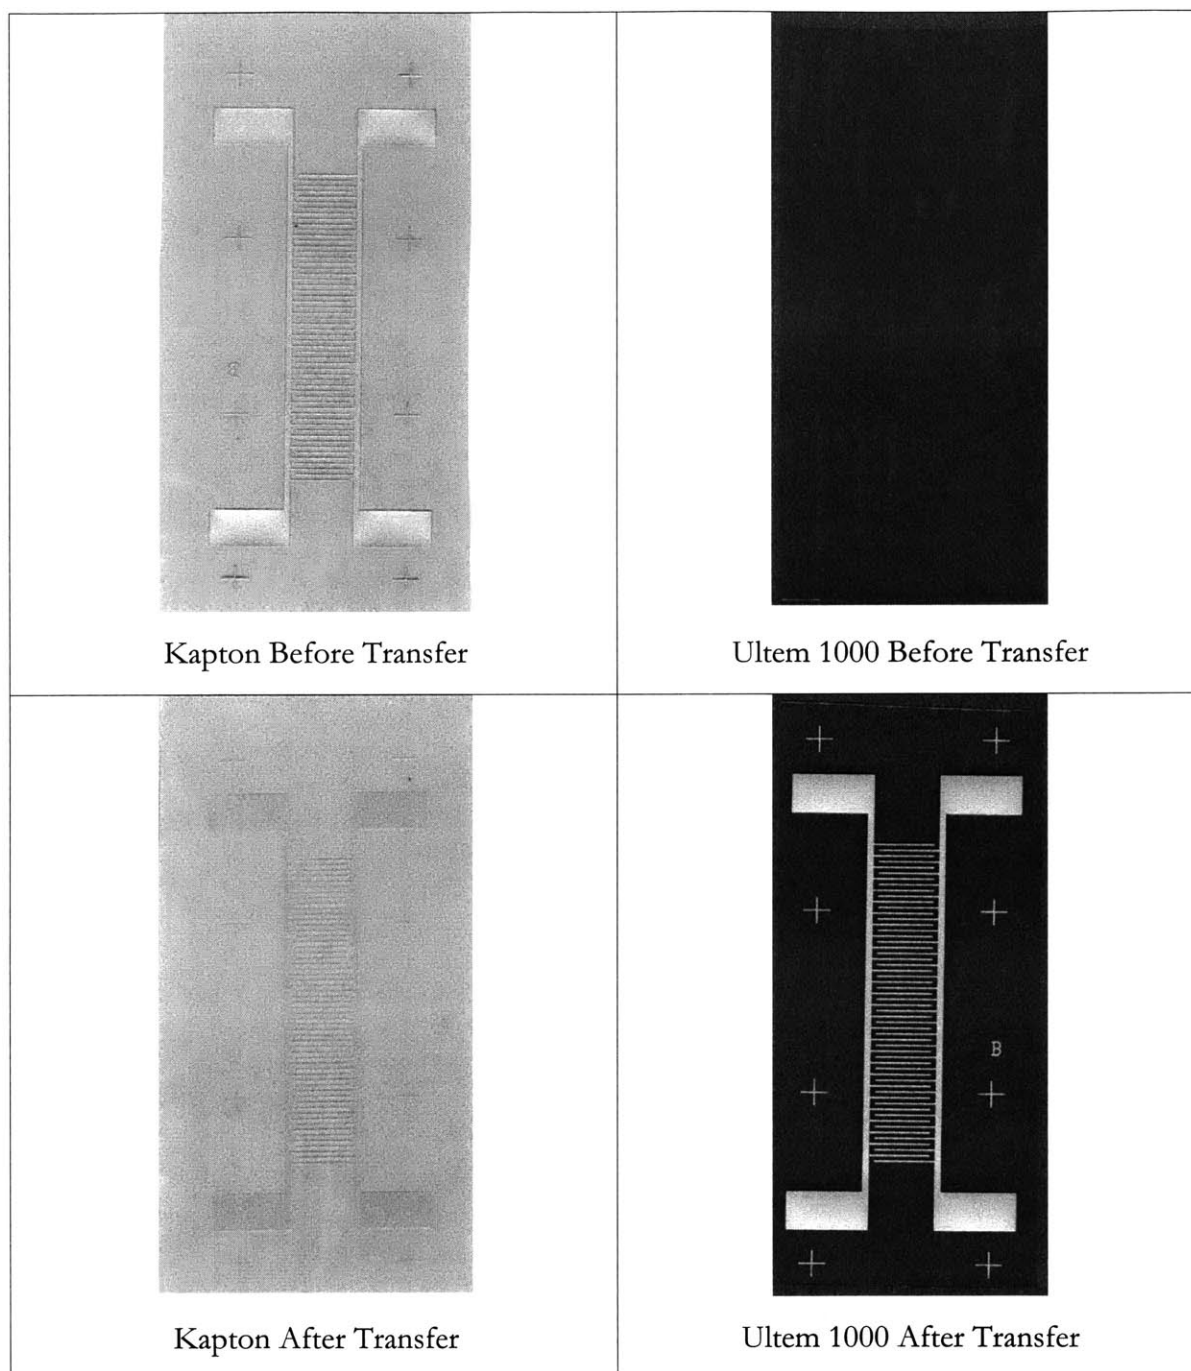 Kapton Before Transfer
Ultem 1000 Before Transfer
B
Kapton After Transfer
Ultem 1000 After Transfer